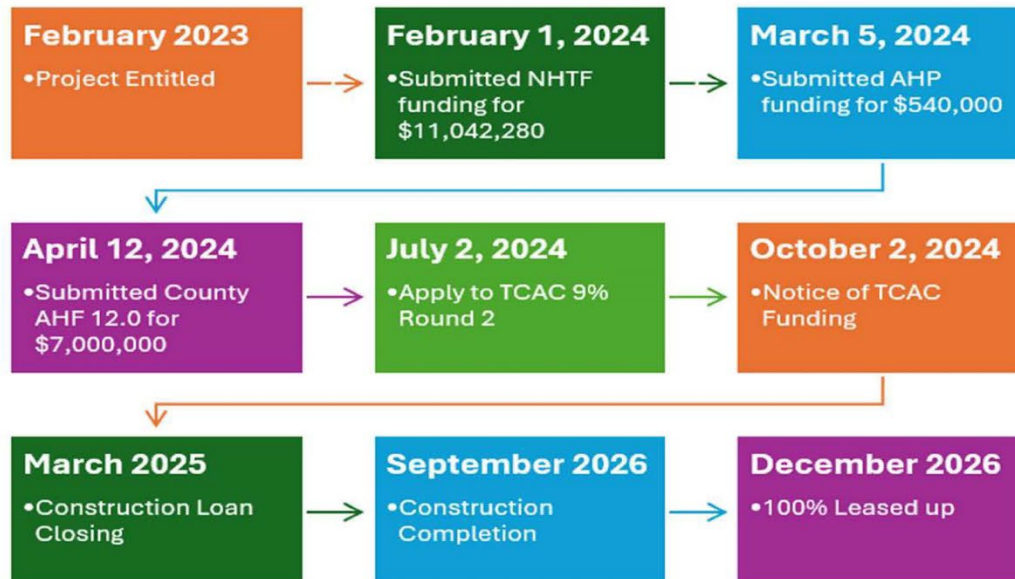 February 2023
•Project Entitled
February 1, 2024
•Submitted NHTF
funding for
$11,042,280
March 5, 2024
•Submitted AHP
funding for $540,000
April 12, 2024
•Submitted County
AHF 12.0 for
$7,000,000
July 2, 2024
•Apply to TCAC 9%
Round 2
October 2, 2024
•Notice of TCAC
Funding
March 2025
•Construction Loan
Closing
September 2026
•Construction
Completion
December 2026
•100% Leased up